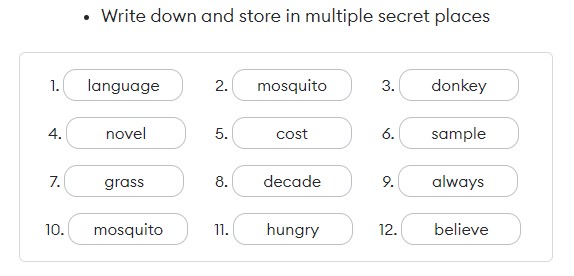 • Write down and store in multiple secret places
1. language 2. mosquito 3. donkey
4. novel 5. cost 6. sample
7. grass 8. decade 9. always
10. mosquito 11. hungry 12. believe